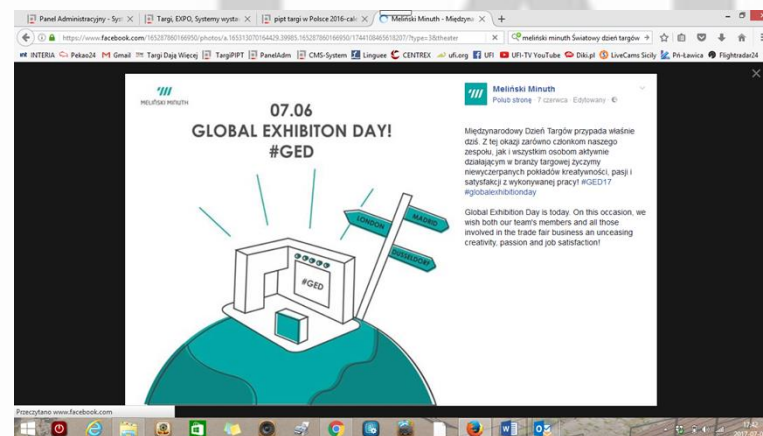 Panel Administracyjny - Sys
Targi, EXPO, Systemy wysta
pipt targi w Polsce 2016-cal
Meliński Minuth - Międzyna
https://www.facebook.com/165287860166950/photos/a.165313070164429.39985.165287860166950/1744108465618207/?type=3&theater
meliński minuth Światowy dzień targów
INTERIA Pekao24 M Gmail Targi Dają Więcej TargiPIPT PanelAdm CMS-System Linguee CENTREX ufi.org UFI UFI-TV YouTube Diki.pl LiveCams Sicily Pń-Ławica Flightradar24
MELIŃSKI MINUTH
07.06
GLOBAL EXHIBITON DAY!
#GED
LONDON
MADRID
DUSSELDORF
#GED
Meliński Minuth
Polub stronę · 7 czerwca · Edytowany ·
Międzynarodowy Dzień Targów przypada właśnie
dziś. Z tej okazji zarówno członkom naszego
zespołu, jak i wszystkim osobom aktywnie
działającym w branży targowej życzymy
niewyczerpanych pokładów kreatywności, pasji i
satysfakcji z wykonywanej pracy! #GED17
#globalexhibitionday
Global Exhibition Day is today. On this occasion, we
wish both our team's members and all those
involved in the trade fair business an unceasing
creativity, passion and job satisfaction!
Przeczytano www.facebook.com
17:42